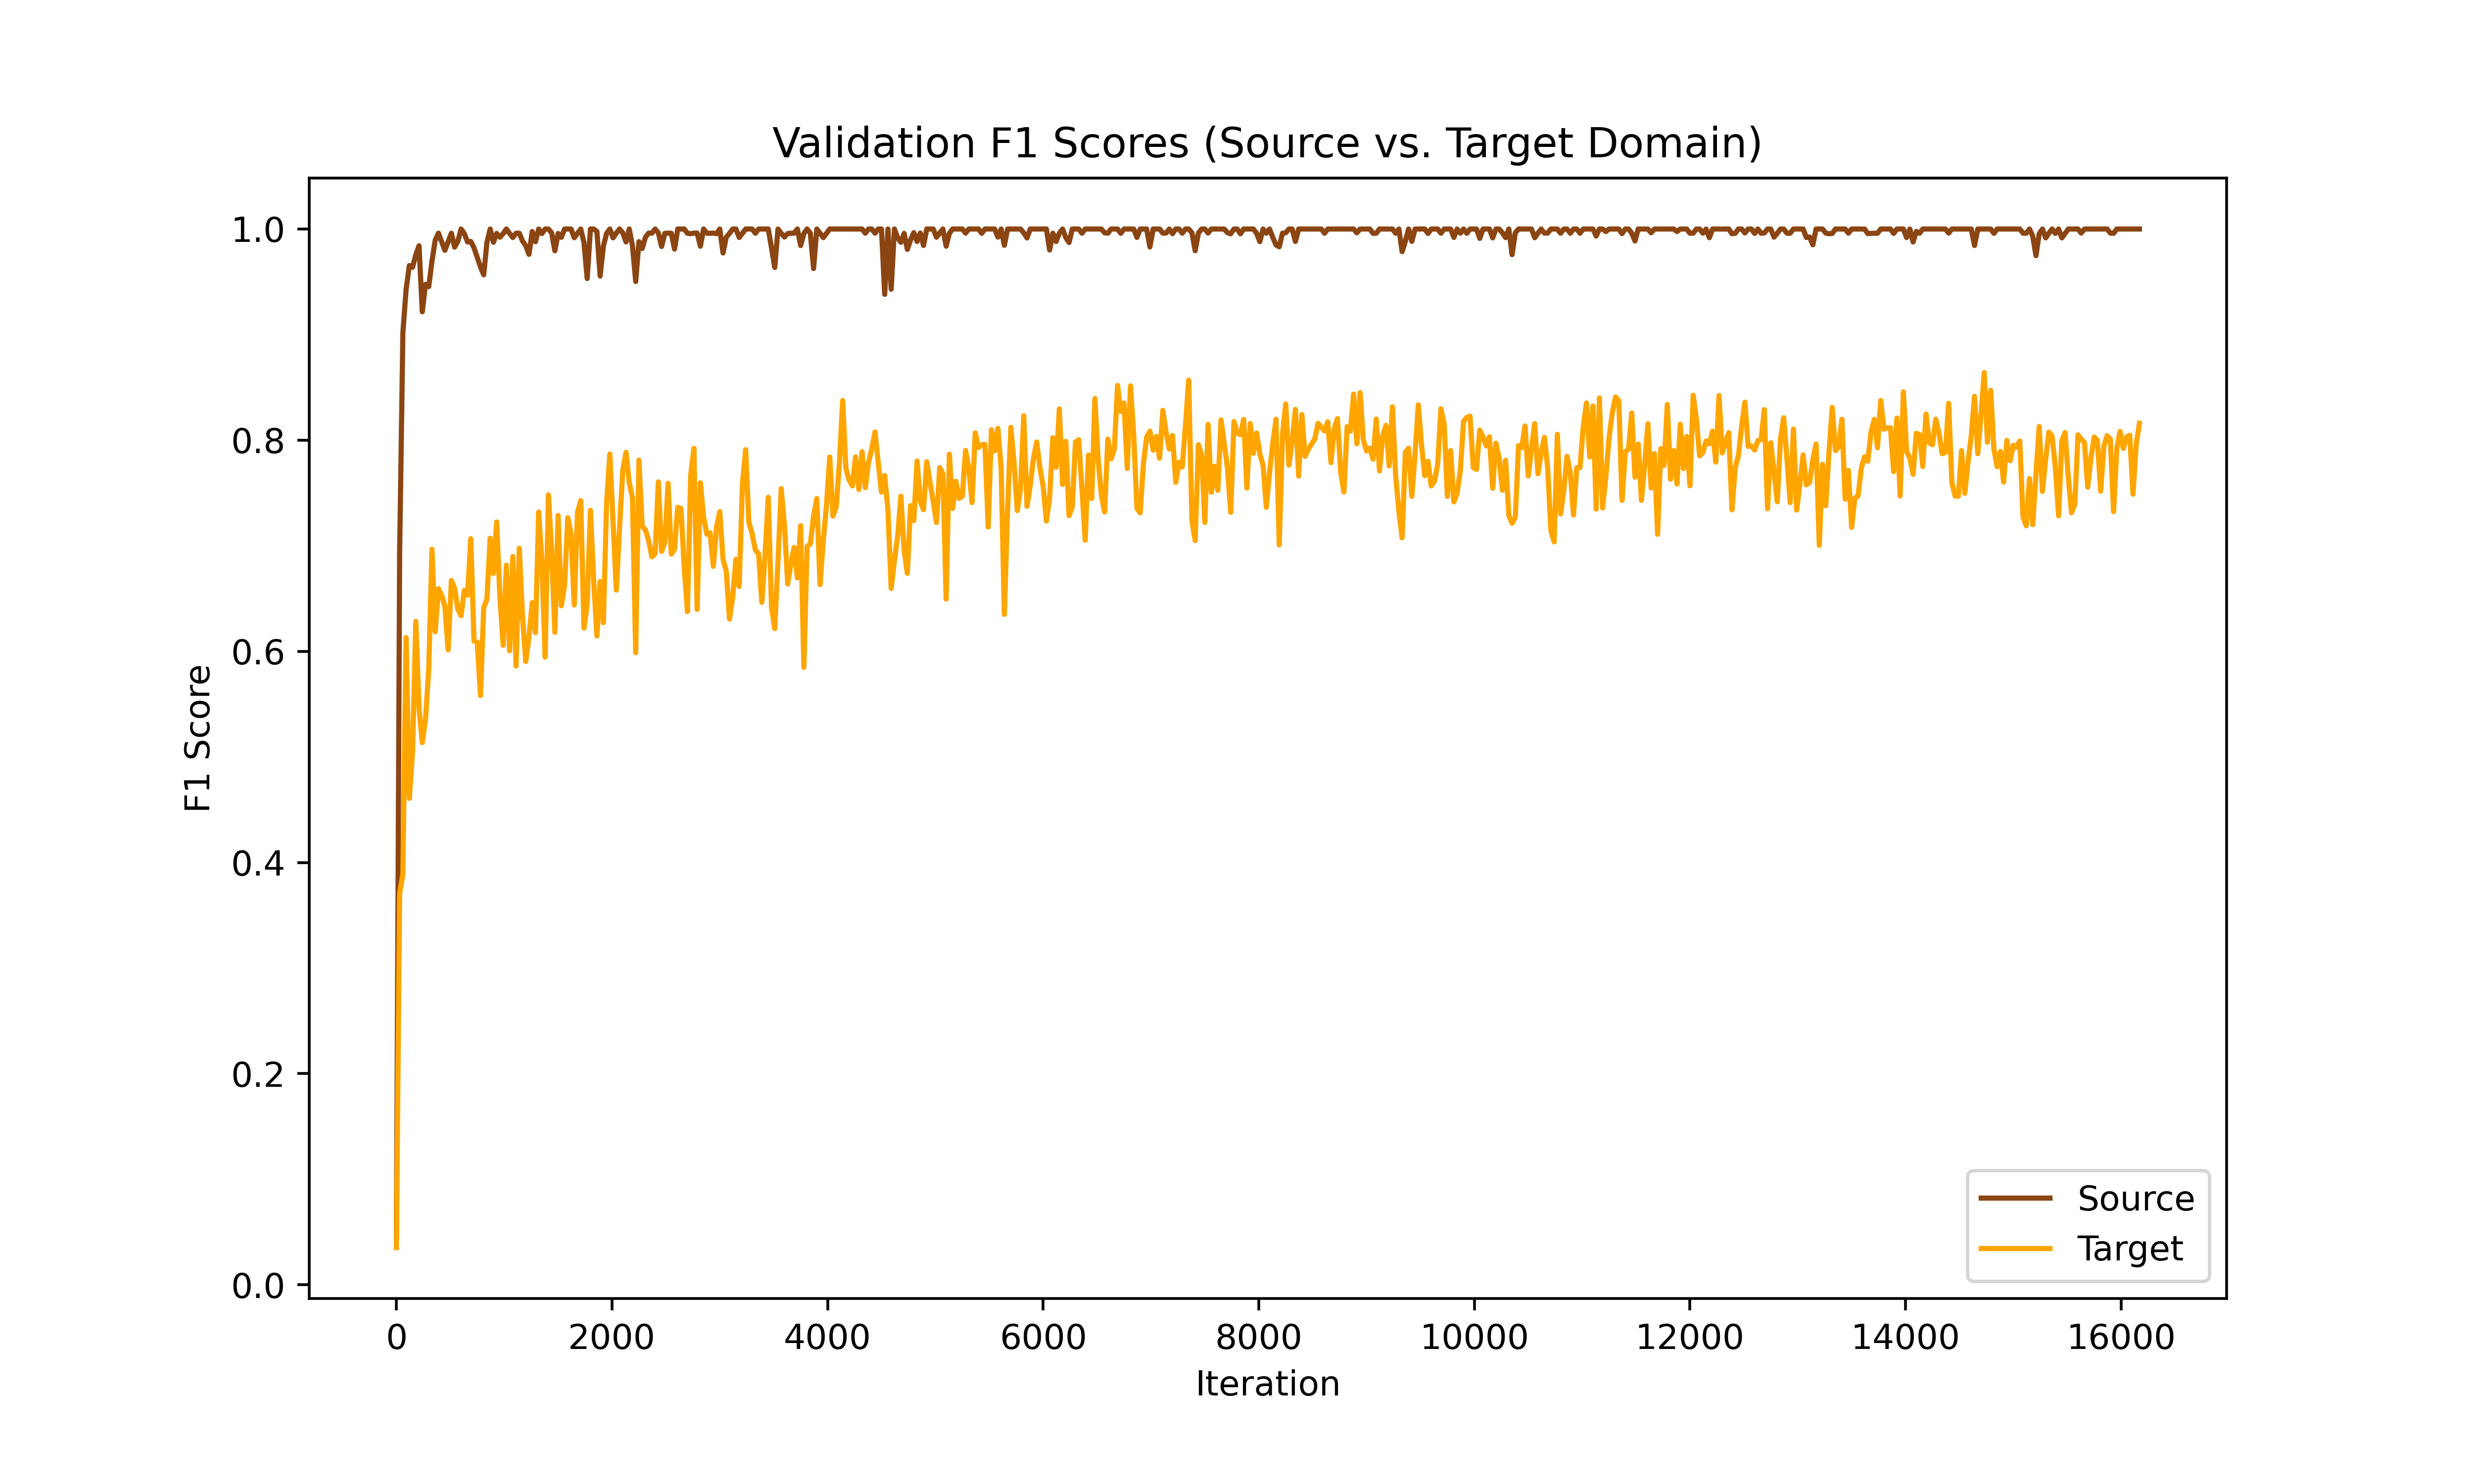 Validation F1 Scores (Source vs. Target Domain)
1.0
0.8
0.6
0.4
0.2
0.0
F1 Score
0 2000 4000 6000 8000 10000 12000 14000 16000
Iteration
Source
Target